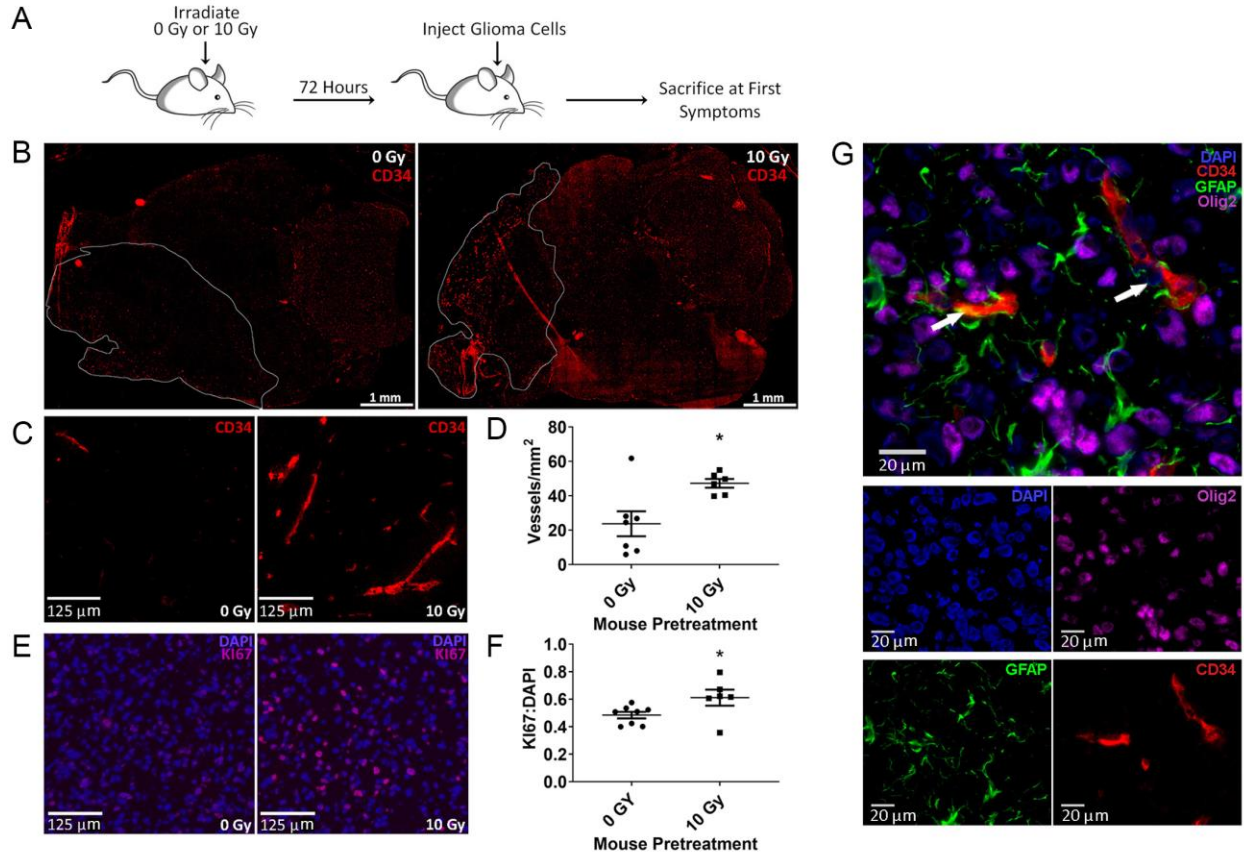 A
Irradiate
0 Gy or 10 Gy
72 Hours
Inject Glioma Cells
Sacrifice at First
Symptoms
B
0 Gy
CD34
1 mm
10 Gy
CD34
1 mm
C
CD34
125 µm
0 Gy
CD34
125 µm
10 Gy
D
Vessels/mm²
80
60
40
20
0
*
0 Gy
10 Gy
Mouse Pretreatment
E
DAPI
KI67
125 µm
0 Gy
DAPI
KI67
125 µm
10 Gy
F
KI67:DAPI
1.0
0.8
0.6
0.4
0.2
0.0
*
0 GY
10 Gy
Mouse Pretreatment
G
DAPI
CD34
GFAP
Olig2
20 µm
DAPI
20 µm
Olig2
20 µm
GFAP
20 µm
CD34
20 µm